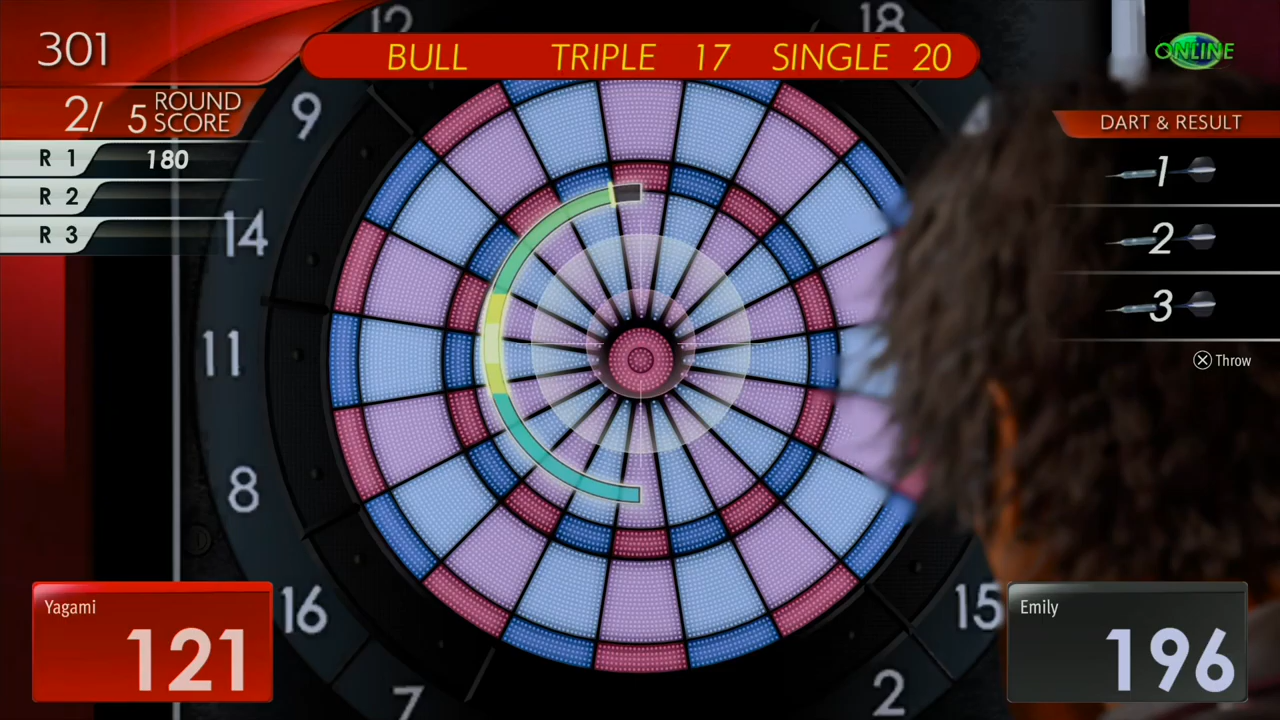 301
BULL TRIPLE 17 SINGLE 20
ONLINE
2/ 5 ROUND SCORE
R 1 180
R 2
R 3
DART & RESULT
1
2
3
Throw
12
18
9
14
11
8
16
7
15
2
Yagami
121
Emily
196